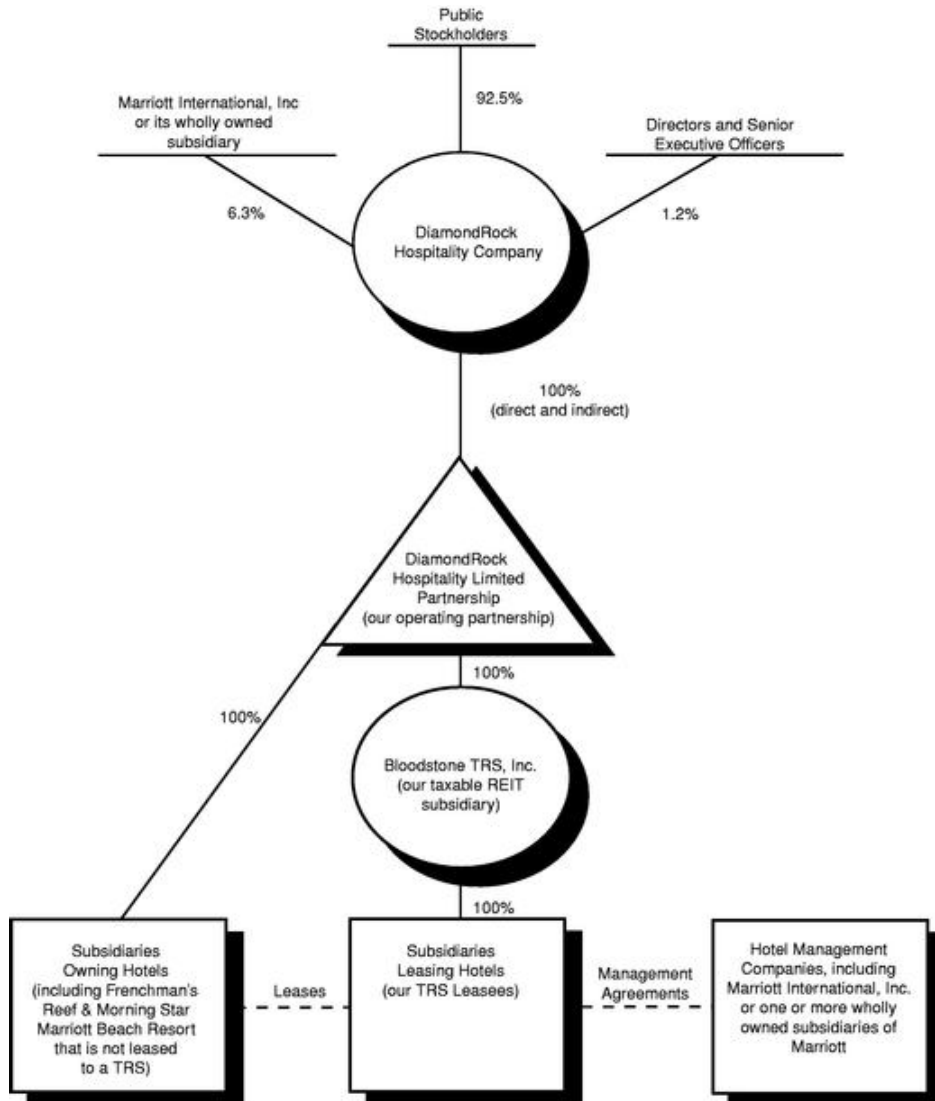 Public
Stockholders
92.5%
Marriott International, Inc
or its wholly owned
subsidiary
Directors and Senior
Executive Officers
6.3%
1.2%
DiamondRock
Hospitality Company
100%
(direct and indirect)
DiamondRock
Hospitality Limited
Partnership
(our operating partnership)
100%
100%
Bloodstone TRS, Inc.
(our taxable REIT
subsidiary)
100%
Subsidiaries
Owning Hotels
(including Frenchman's
Reef & Morning Star
Marriott Beach Resort
that is not leased
to a TRS)
Leases
Subsidiaries
Leasing Hotels
(our TRS Leasees)
Management
Agreements
Hotel Management
Companies, including
Marriott International, Inc.
or one or more wholly
owned subsidiaries of
Marriott